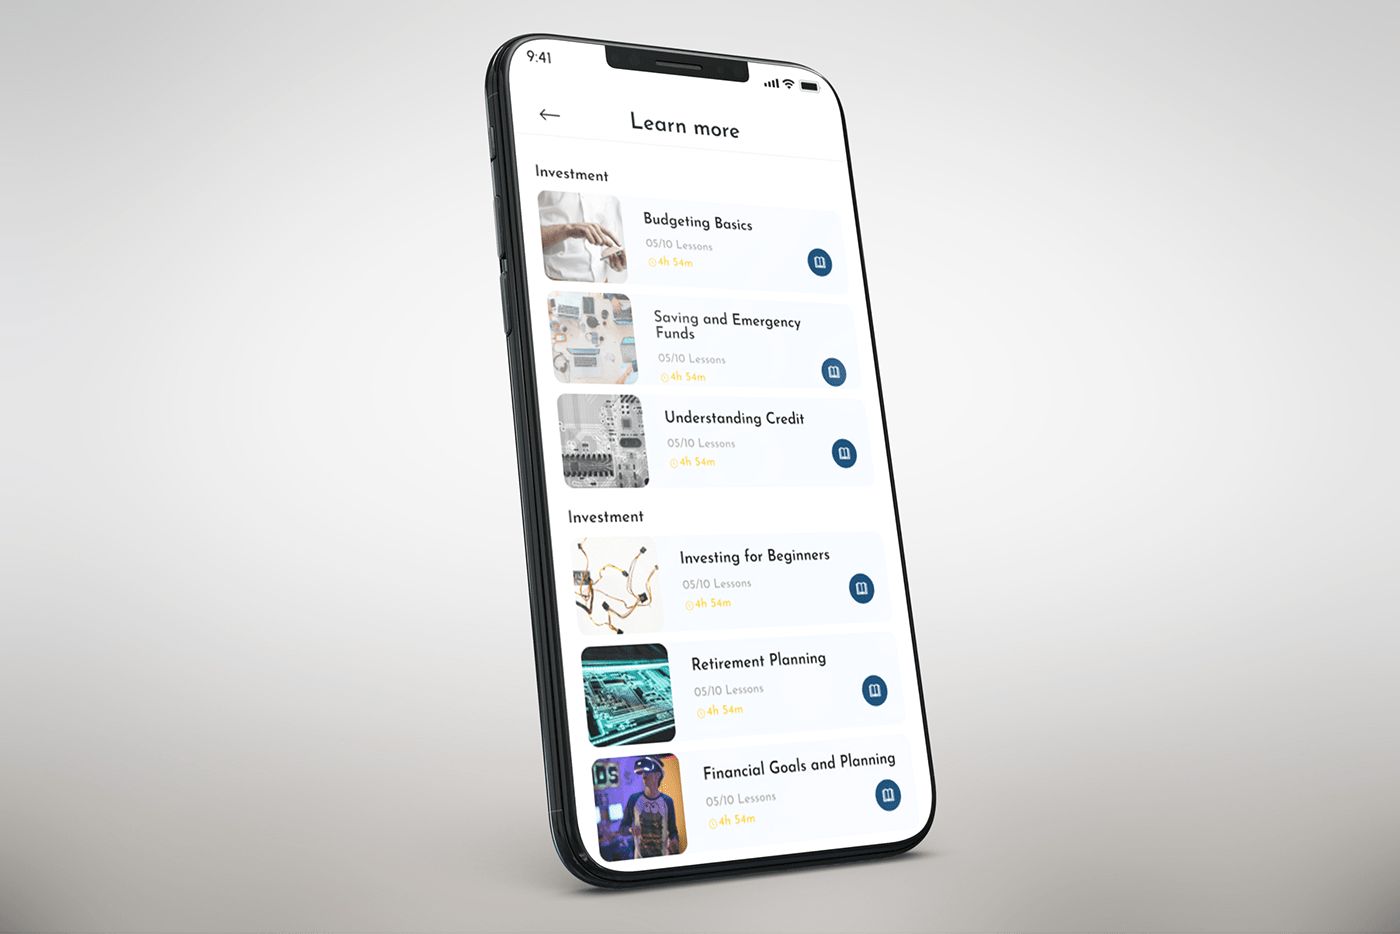 9:41
Learn more
Investment
Budgeting Basics
05/10 Lessons
4h 54m
Saving and Emergency
Funds
05/10 Lessons
4h 54m
Understanding Credit
05/10 Lessons
4h 54m
Investment
Investing for Beginners
05/10 Lessons
4h 54m
Retirement Planning
05/10 Lessons
4h 54m
Financial Goals and Planning
05/10 Lessons
4h 54m